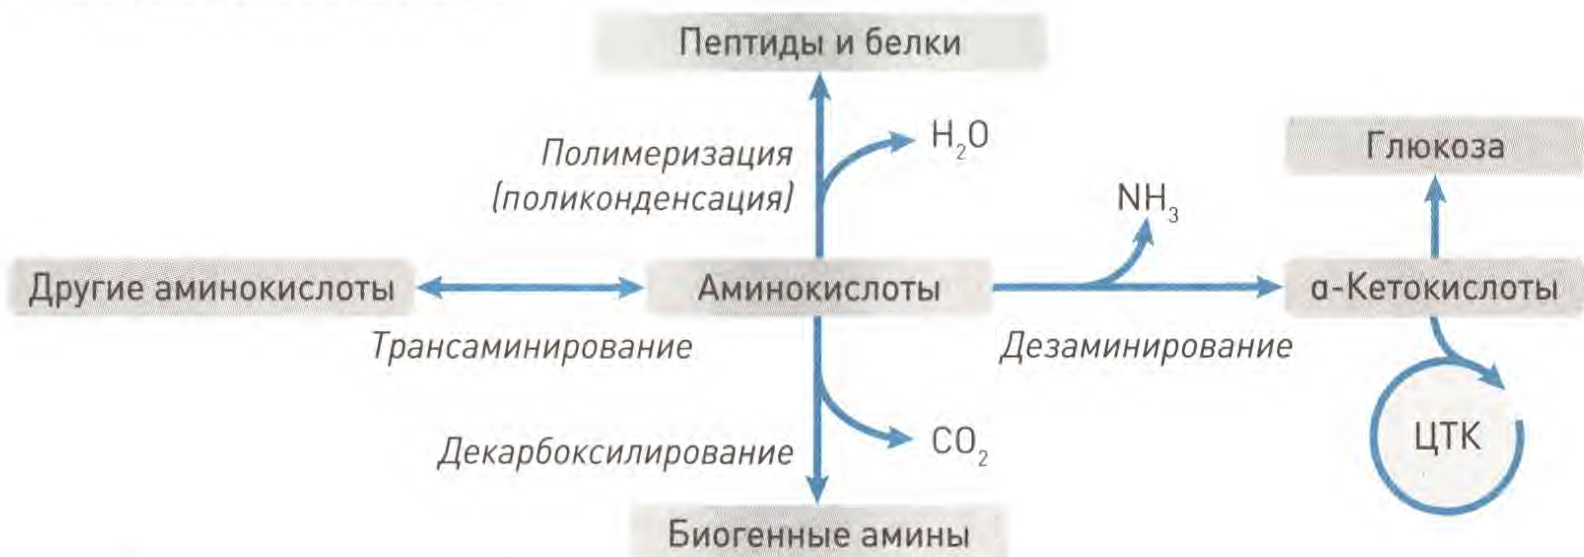 Пептиды и белки
Полимеризация
(поликонденсация)
H₂O
Глюкоза
NH₃
Другие аминокислоты
Аминокислоты
α-Кетокислоты
Трансаминирование
Дезаминирование
Декарбоксилирование
CO₂
ЦТК
Биогенные амины